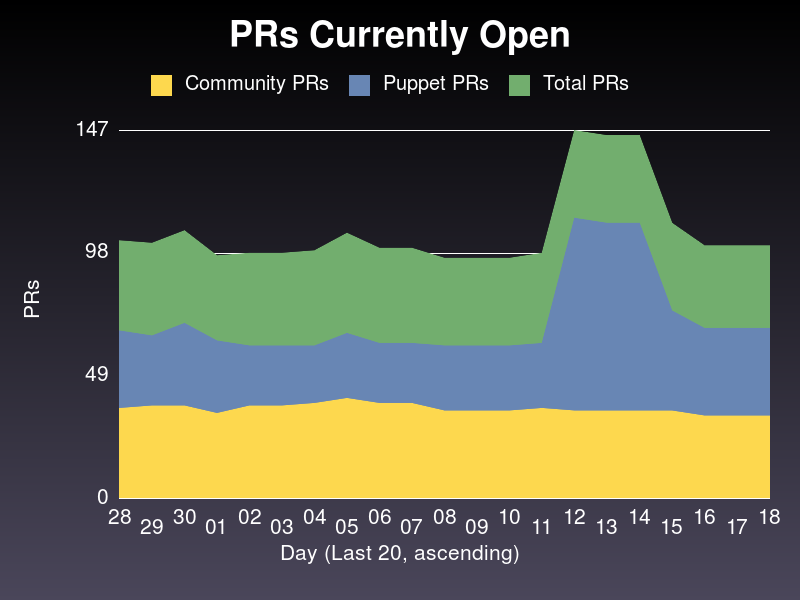 PRs Currently Open
Community PRs Puppet PRs Total PRs
147
98
49
0
PRs
28 29 30 01 02 03 04 05 06 07 08 09 10 11 12 13 14 15 16 17 18
Day (Last 20, ascending)